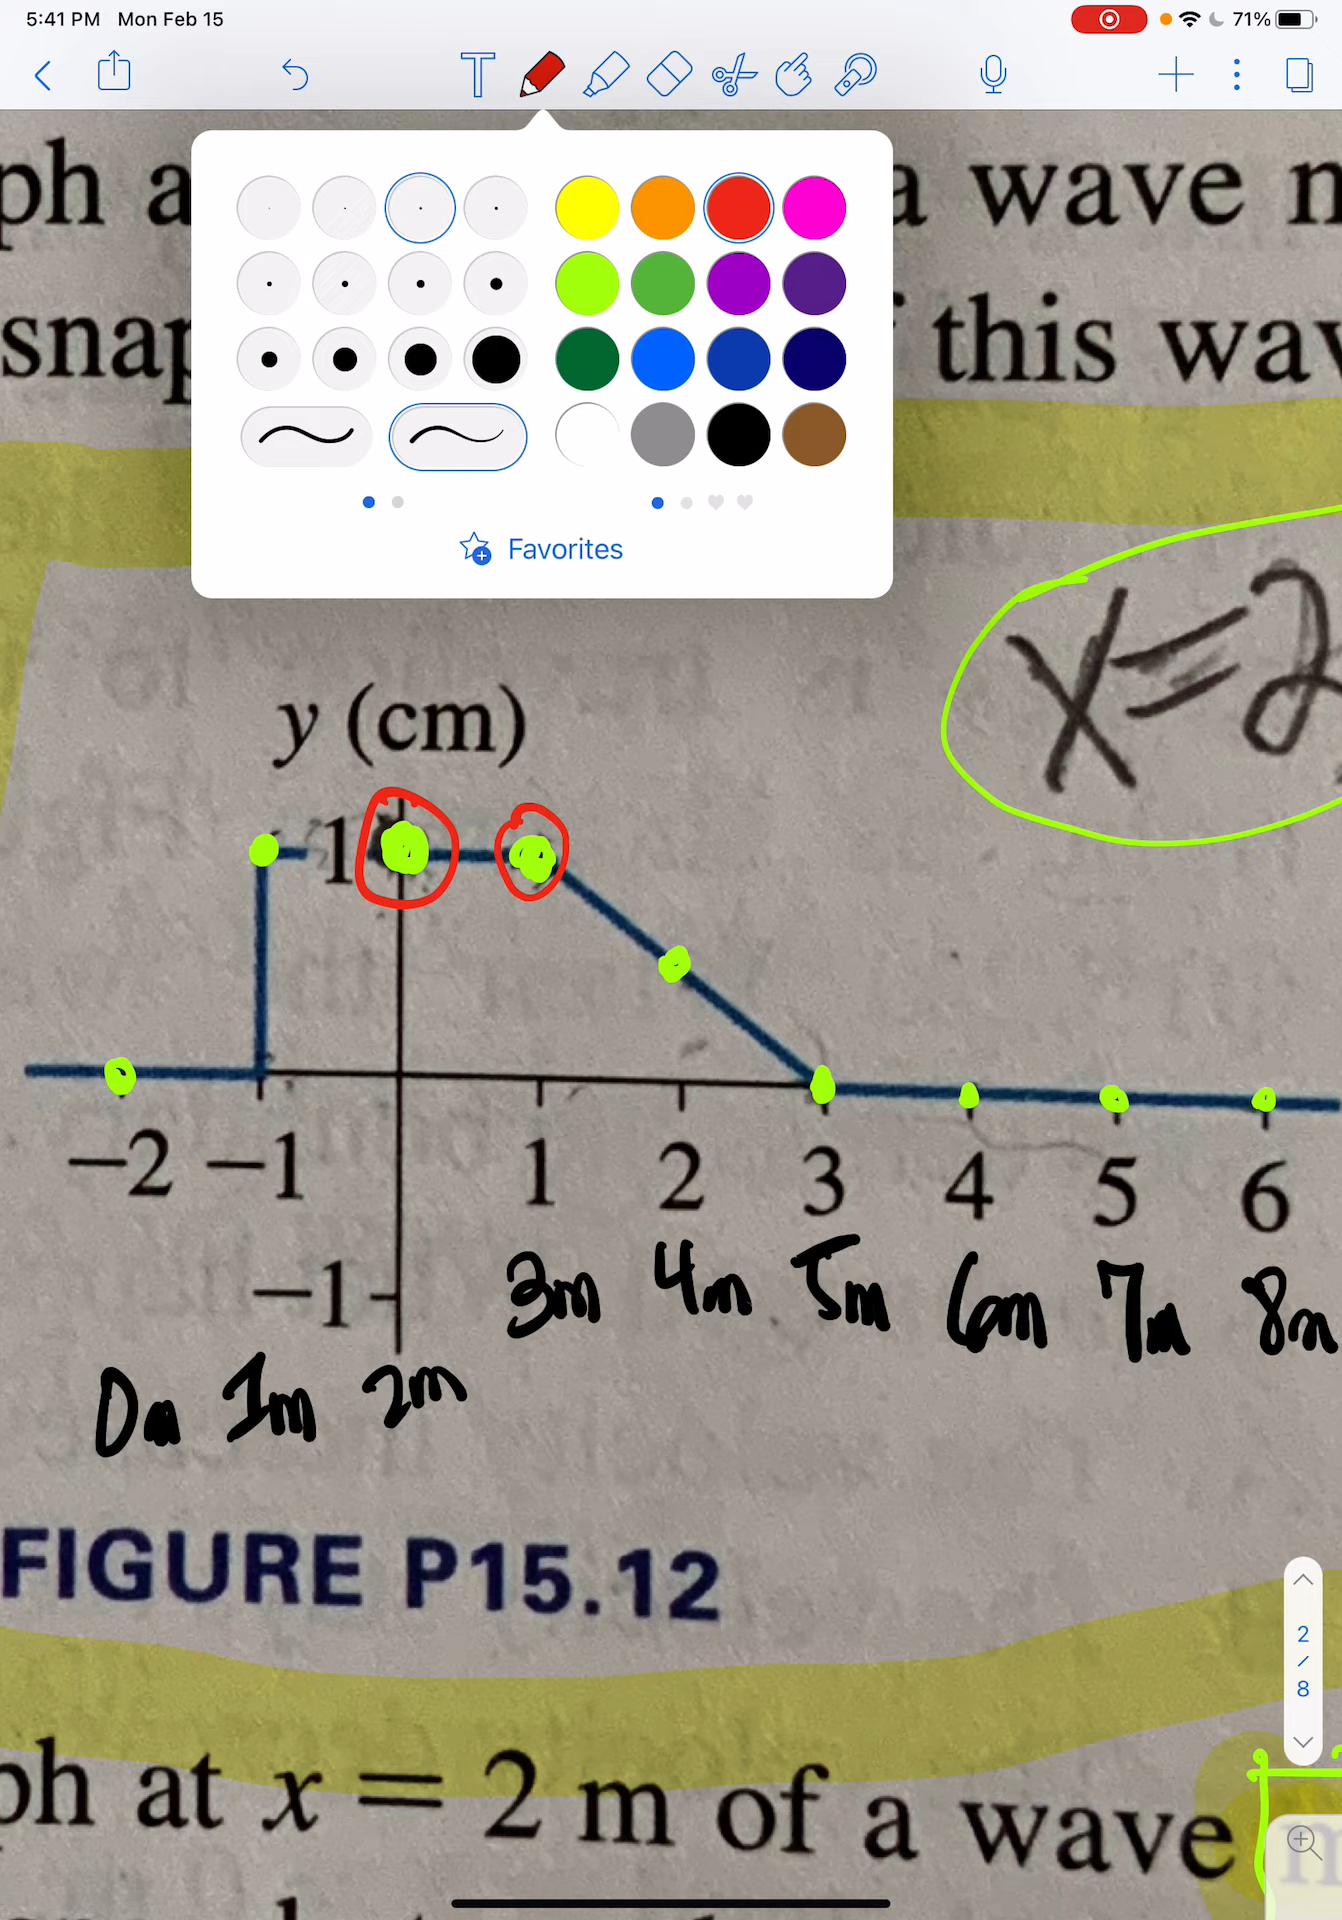 5:41 PM Mon Feb 15
71%
T
ph a
a wave
snap
this wav
Favorites
x=2
y (cm)
1
−2 −1 1 2 3 4 5 6
−1
3m 4m 5m 6m 7m 8m
0m 1m 2m
FIGURE P15.12
2
/
8
ph at x = 2 m of a wave